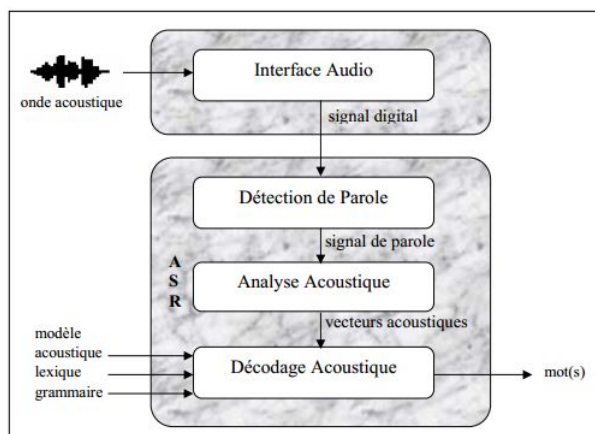 Interface Audio
onde acoustique
signal digital
Détection de Parole
signal de parole
A
S
R
Analyse Acoustique
vecteurs acoustiques
modèle
acoustique
lexique
grammaire
Décodage Acoustique
mot(s)